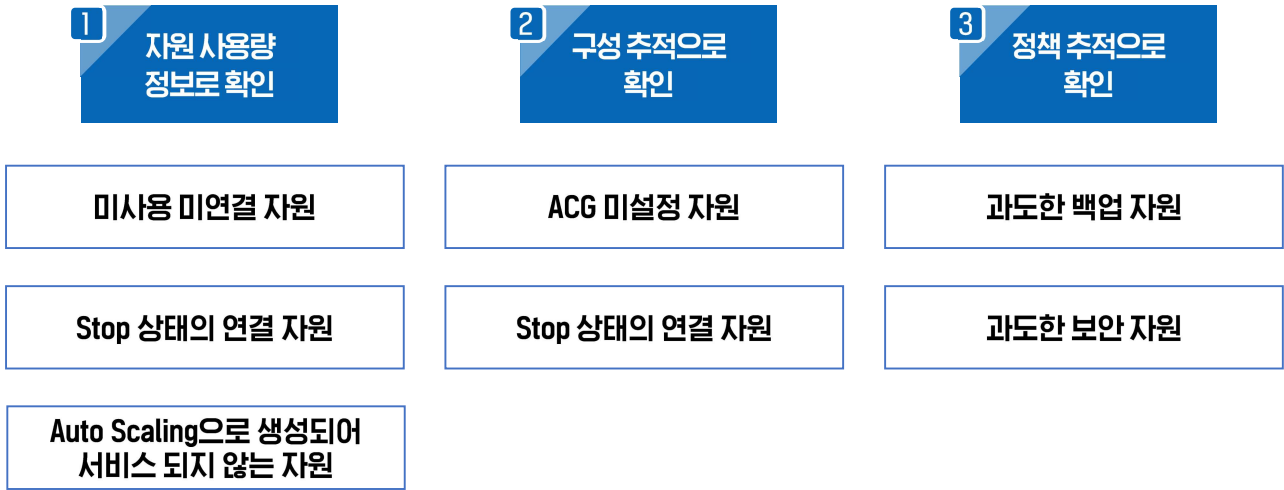 1
자원 사용량
정보로 확인
미사용 미연결 자원
Stop 상태의 연결 자원
Auto Scaling으로 생성되어
서비스 되지 않는 자원
2
구성 추적으로
확인
ACG 미설정 자원
Stop 상태의 연결 자원
3
정책 추적으로
확인
과도한 백업 자원
과도한 보안 자원